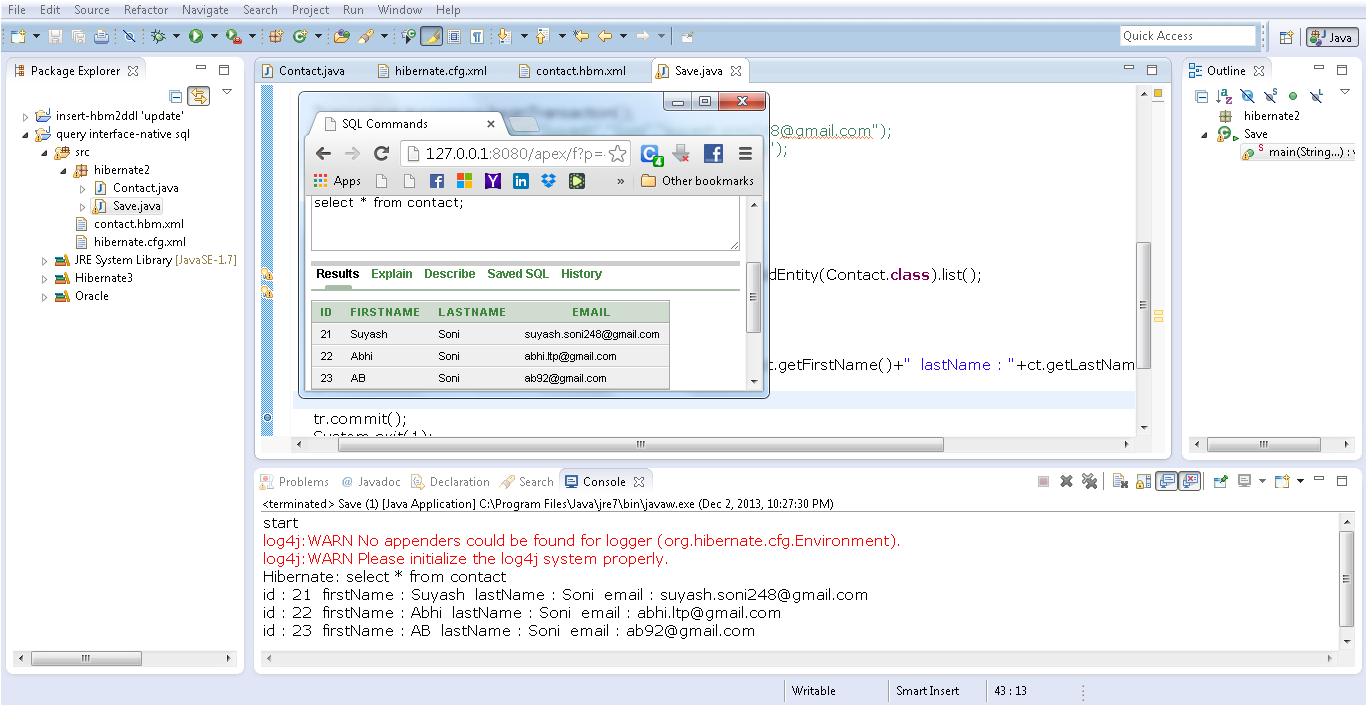 File Edit Source Refactor Navigate Search Project Run Window Help
Quick Access
Java
Package Explorer
insert-hbm2ddl 'update'
query interface-native sql
src
hibernate2
Contact.java
Save.java
contact.hbm.xml
hibernate.cfg.xml
JRE System Library [JavaSE-1.7]
Hibernate3
Oracle
Contact.java hibernate.cfg.xml contact.hbm.xml Save.java
8@gmail.com");
");
dEntity(Contact.class).list();
t.getFirstName()+" lastName : "+ct.getLastNam
tr.commit();
System.exit(1);
SQL Commands
127.0.0.1:8080/apex/f?p=
Apps
Other bookmarks
select * from contact;
Results Explain Describe Saved SQL History
ID FIRSTNAME LASTNAME EMAIL
21 Suyash Soni suyash.soni248@gmail.com
22 Abhi Soni abhi.ltp@gmail.com
23 AB Soni ab92@gmail.com
Outline
hibernate2
Save
main(String...) : v
Problems Javadoc Declaration Search Console
<terminated> Save (1) [Java Application] C:\Program Files\Java\jre7\bin\javaw.exe (Dec 2, 2013, 10:27:30 PM)
start
log4j:WARN No appenders could be found for logger (org.hibernate.cfg.Environment).
log4j:WARN Please initialize the log4j system properly.
Hibernate: select * from contact
id : 21 firstName : Suyash lastName : Soni email : suyash.soni248@gmail.com
id : 22 firstName : Abhi lastName : Soni email : abhi.ltp@gmail.com
id : 23 firstName : AB lastName : Soni email : ab92@gmail.com
Writable Smart Insert 43 : 13